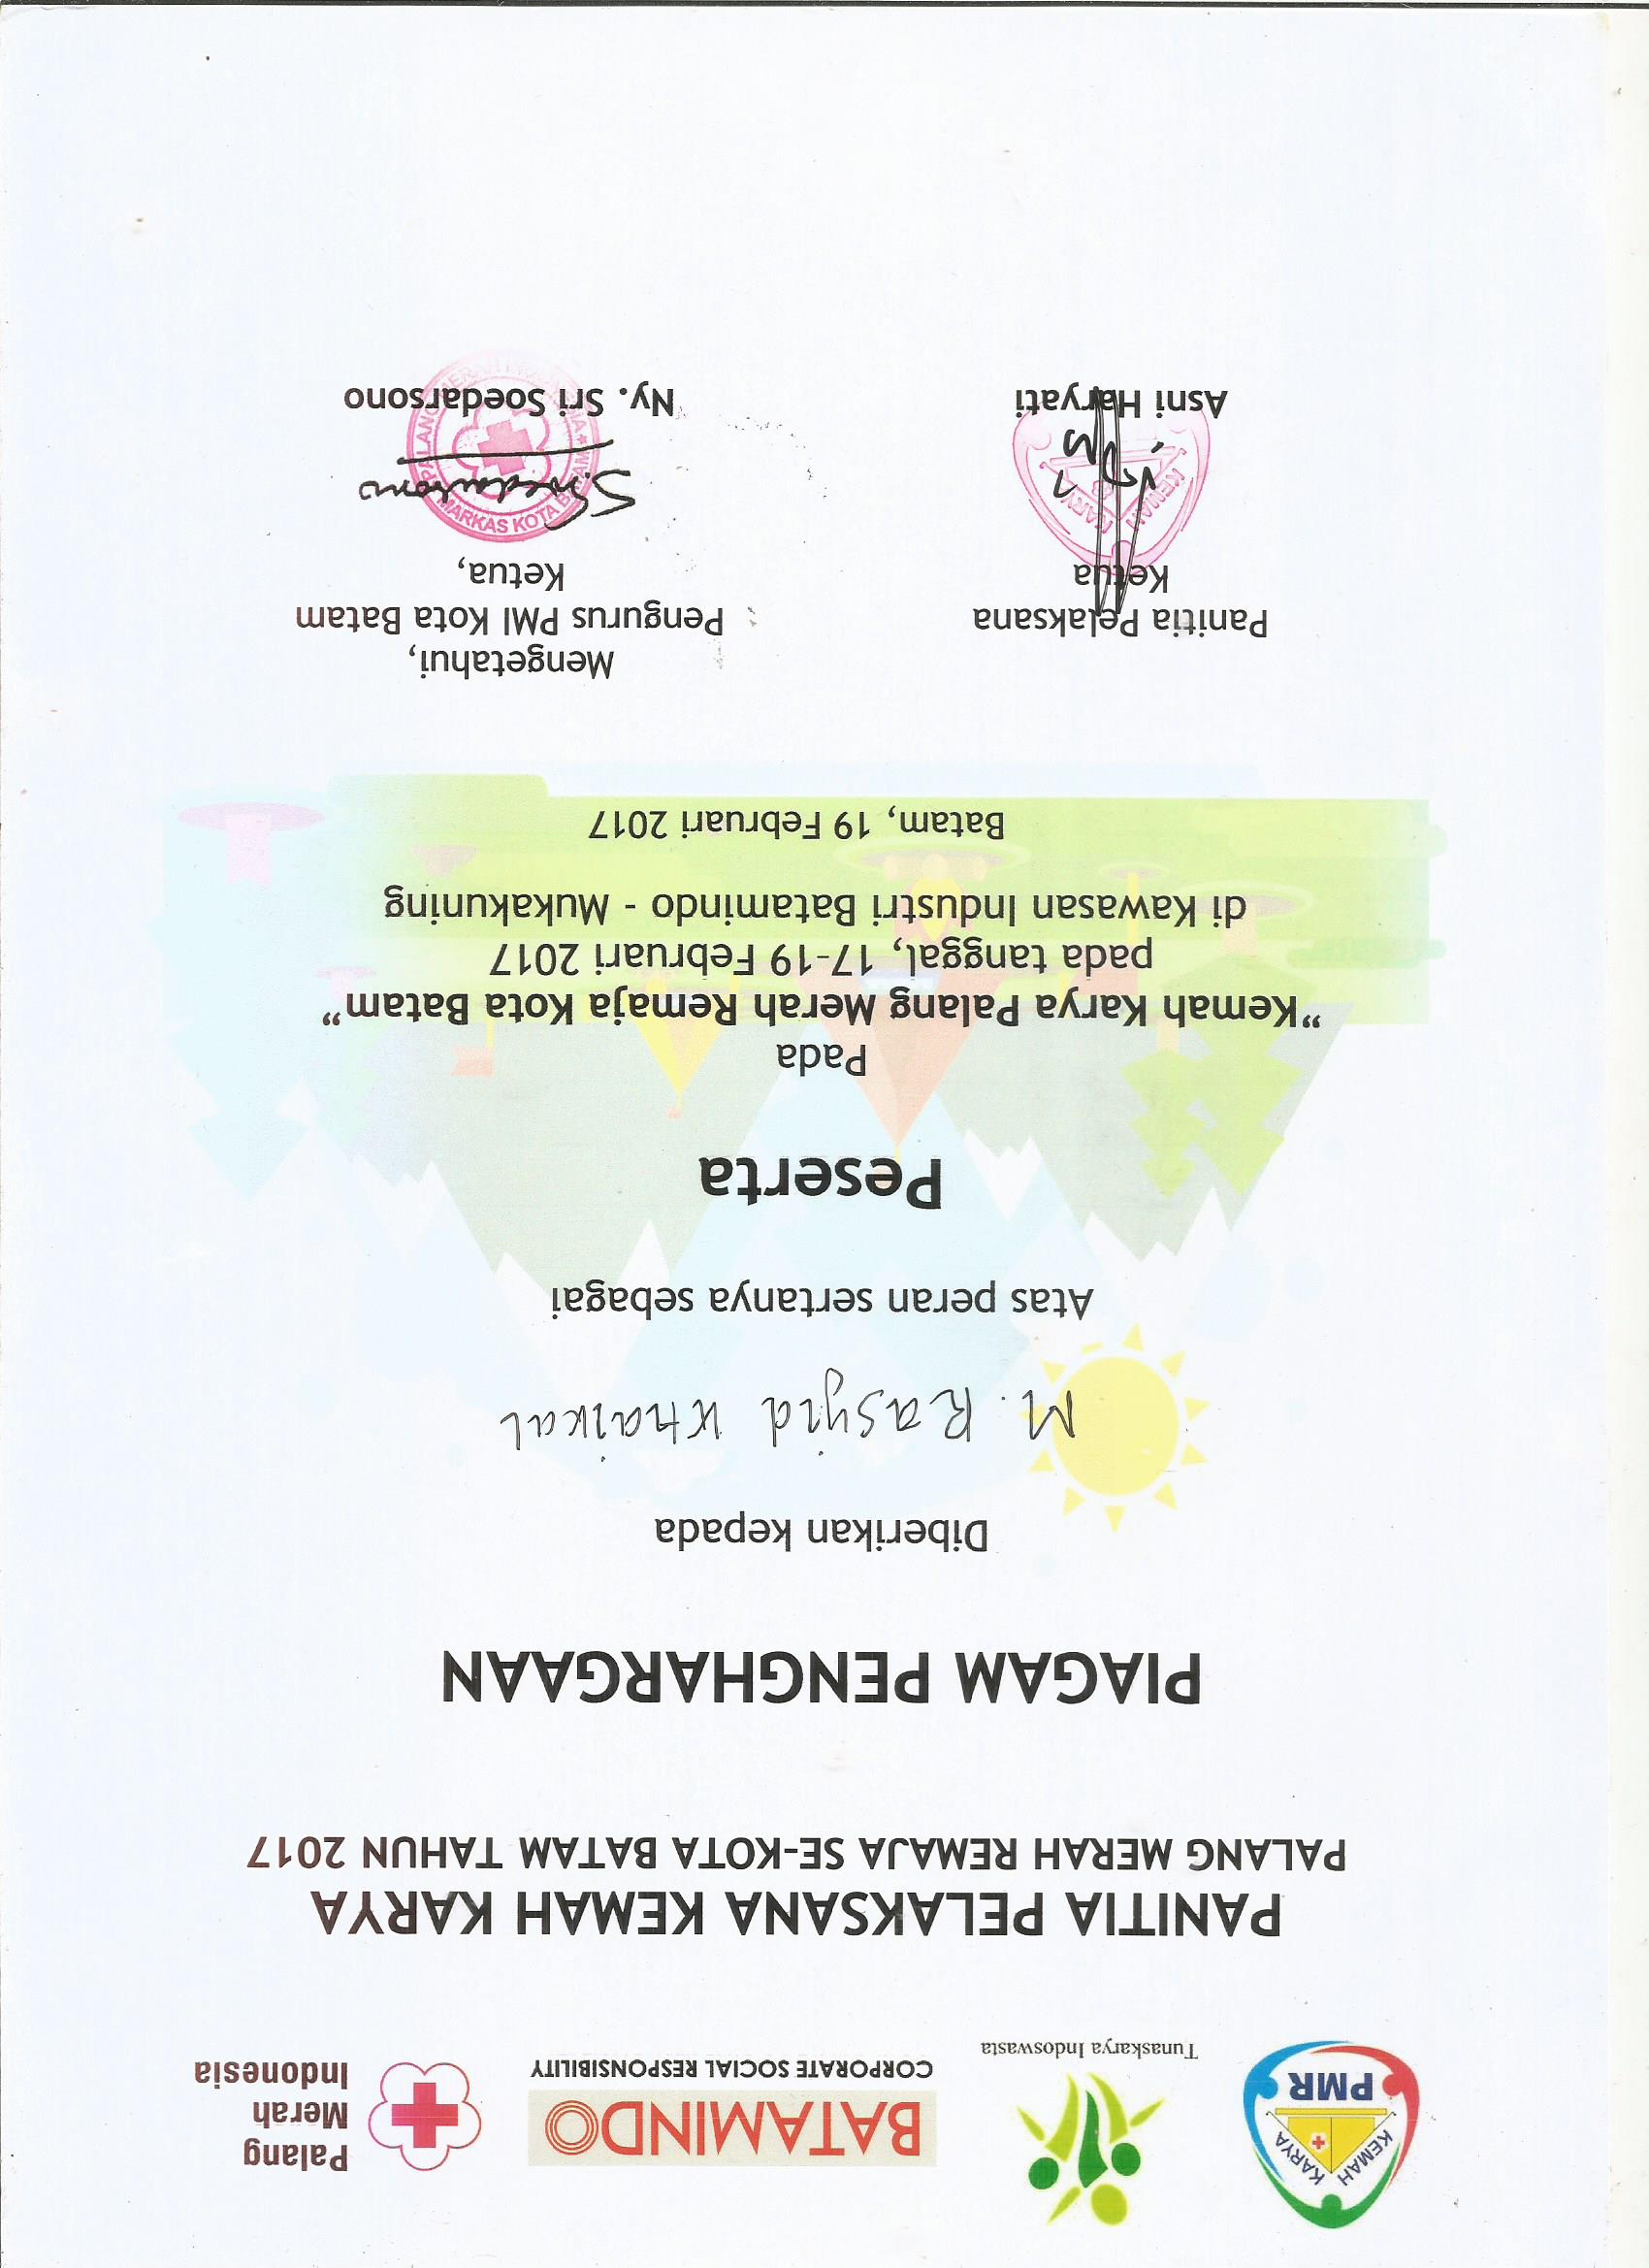 KEMAH KARYA
PMR
Tunaskarya Indoswasta
BATAMINDO
CORPORATE SOCIAL RESPONSIBILITY
Palang
Merah
Indonesia
PANITIA PELAKSANA KEMAH KARYA
PALANG MERAH REMAJA SE-KOTA BATAM TAHUN 2017
PIAGAM PENGHARGAAN
Diberikan kepada
M. Rasyid Khaikal
Atas peran sertanya sebagai
Peserta
Pada
”Kemah Karya Palang Merah Remaja Kota Batam”
pada tanggal, 17-19 Februari 2017
di Kawasan Industri Batamindo - Mukakuning
Batam, 19 Februari 2017
Panitia Pelaksana
Ketua
KEMAH KARYA
Asni Haryati
Mengetahui,
Pengurus PMI Kota Batam
Ketua,
S.Soedarsono
Ny. Sri Soedarsono